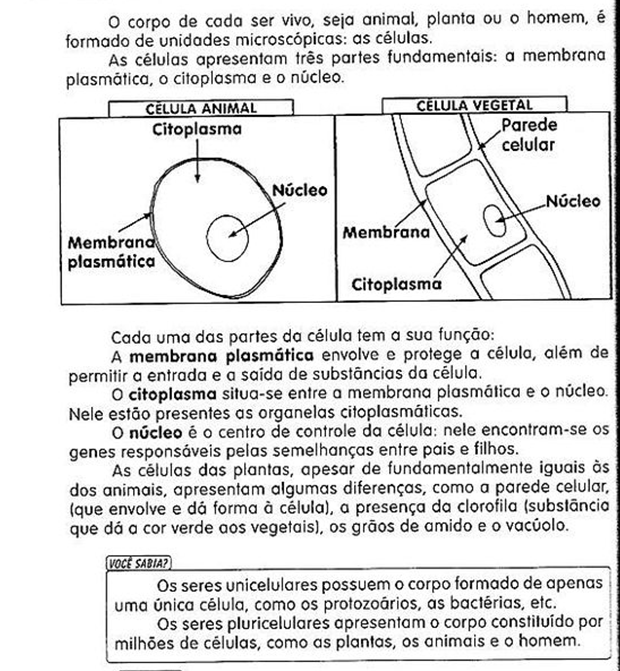 O corpo de cada ser vivo, seja animal, planta ou o homem, é
formado de unidades microscópicas: as células.
As células apresentam três partes fundamentais: a membrana
plasmática, o citoplasma e o núcleo.
CÉLULA ANIMAL
Citoplasma
Núcleo
Membrana
plasmática
CÉLULA VEGETAL
Parede
celular
Núcleo
Membrana
Citoplasma
Cada uma das partes da célula tem a sua função:
A membrana plasmática envolve e protege a célula, além de
permitir a entrada e a saída de substâncias da célula.
O citoplasma situa-se entre a membrana plasmática e o núcleo.
Nele estão presentes as organelas citoplasmáticas.
O núcleo é o centro de controle da célula: nele encontram-se os
genes responsáveis pelas semelhanças entre pais e filhos.
As células das plantas, apesar de fundamentalmente iguais às
dos animais, apresentam algumas diferenças, como a parede celular,
(que envolve e dá forma à célula), a presença da clorofila (substância
que dá a cor verde aos vegetais), os grãos de amido e o vacúolo.
VOCÊ SABIA?
Os seres unicelulares possuem o corpo formado de apenas
uma única célula, como os protozoários, as bactérias, etc.
Os seres pluricelulares apresentam o corpo constituído por
milhões de células, como as plantas, os animais e o homem.